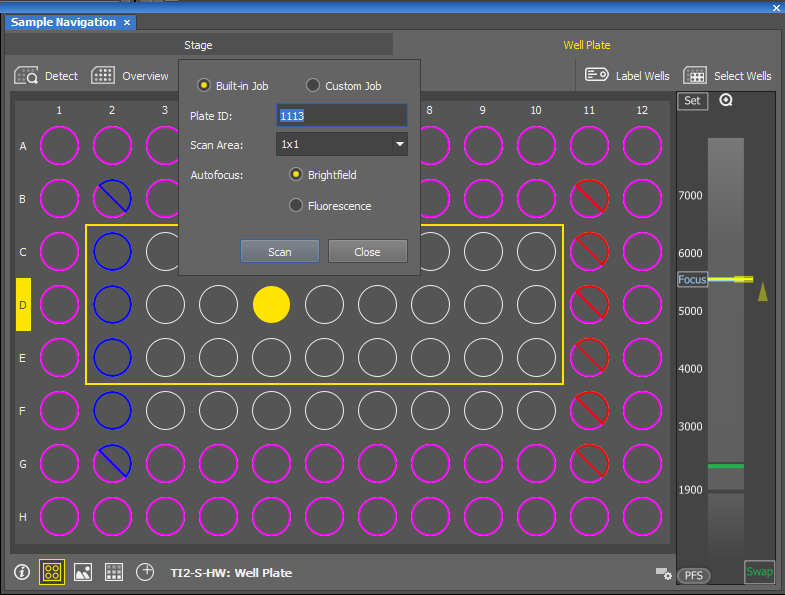 Sample Navigation ×
Stage
Well Plate
Detect
Overview
Label Wells
Select Wells
Built-in Job
Custom Job
Plate ID: 1113
Scan Area: 1x1
Autofocus: Brightfield
Fluorescence
Scan
Close
1 2 3 8 9 10 11 12
A
B
C
D
E
F
G
H
Set
7000
6000
Focus
5000
4000
3000
1900
TI2-S-HW: Well Plate
PFS
Swap